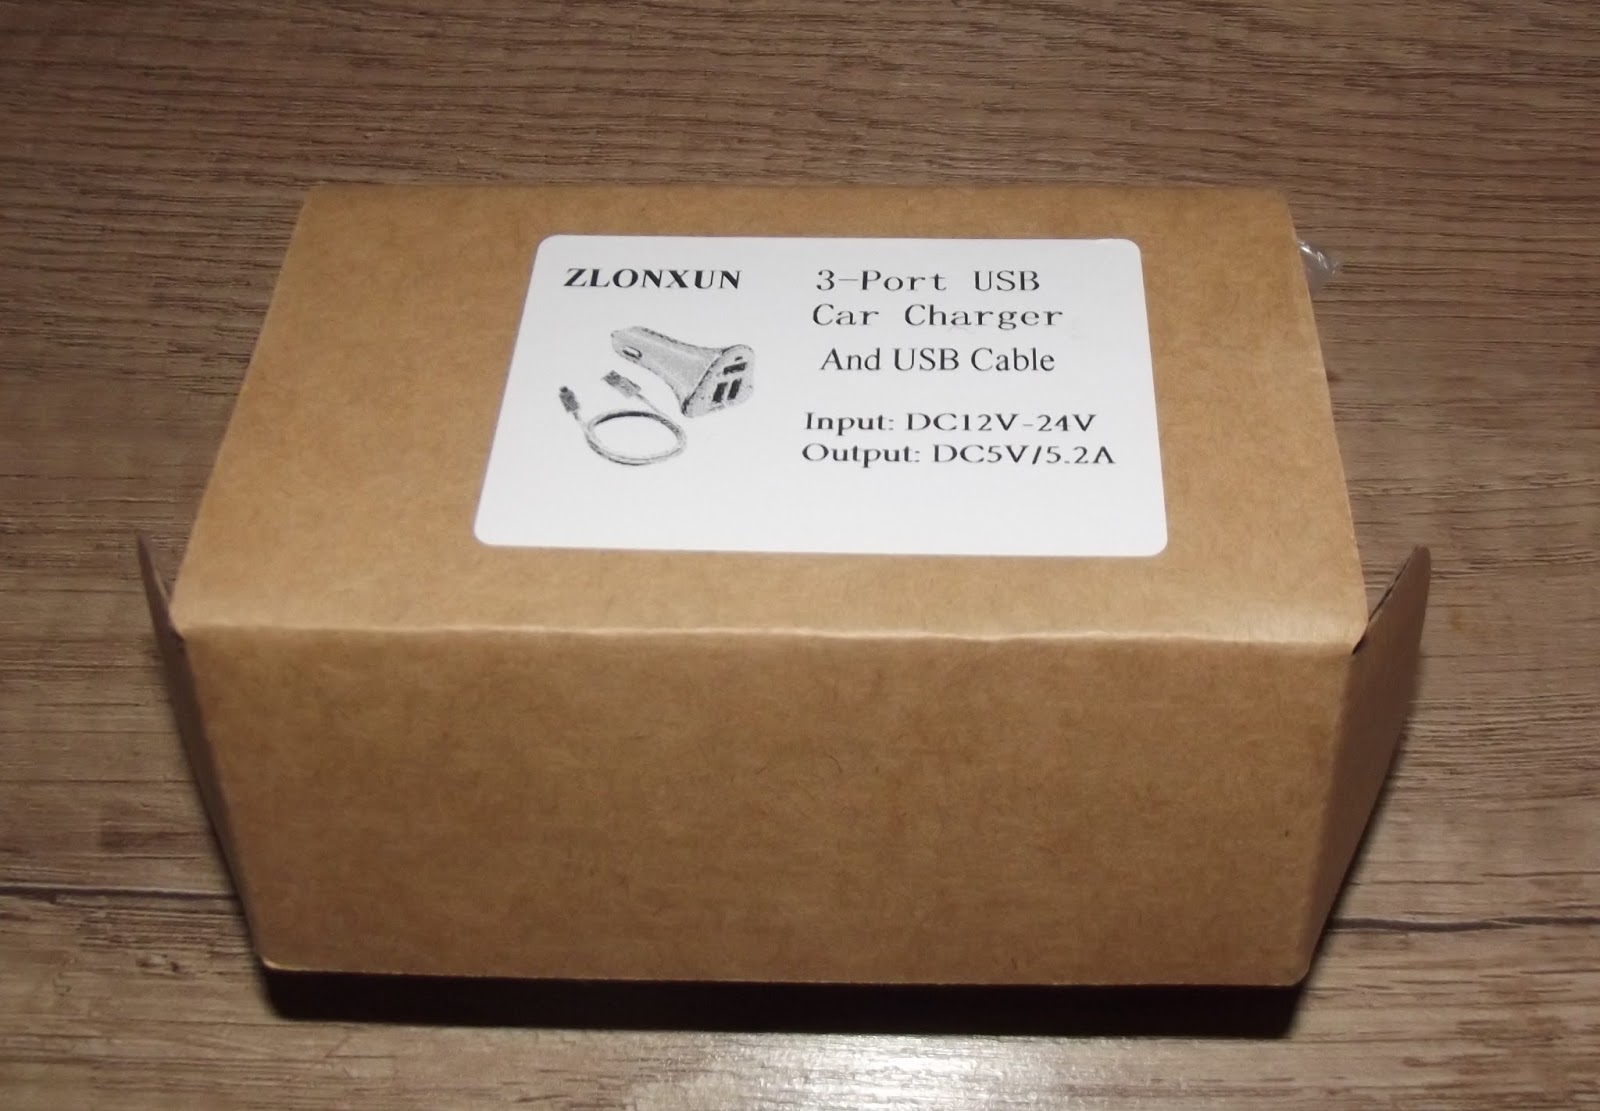 ZLONXUN
3-Port USB
Car Charger
And USB Cable
Input: DC12V-24V
Output: DC5V/5.2A